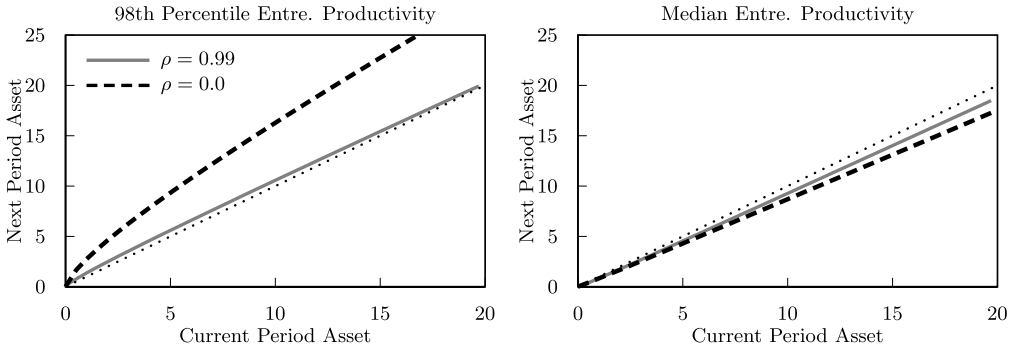 98th Percentile Entre. Productivity
Next Period Asset
25
20
15
10
5
0
ρ = 0.99
ρ = 0.0
0 5 10 15 20
Current Period Asset
Median Entre. Productivity
Next Period Asset
25
20
15
10
5
0
0 5 10 15 20
Current Period Asset